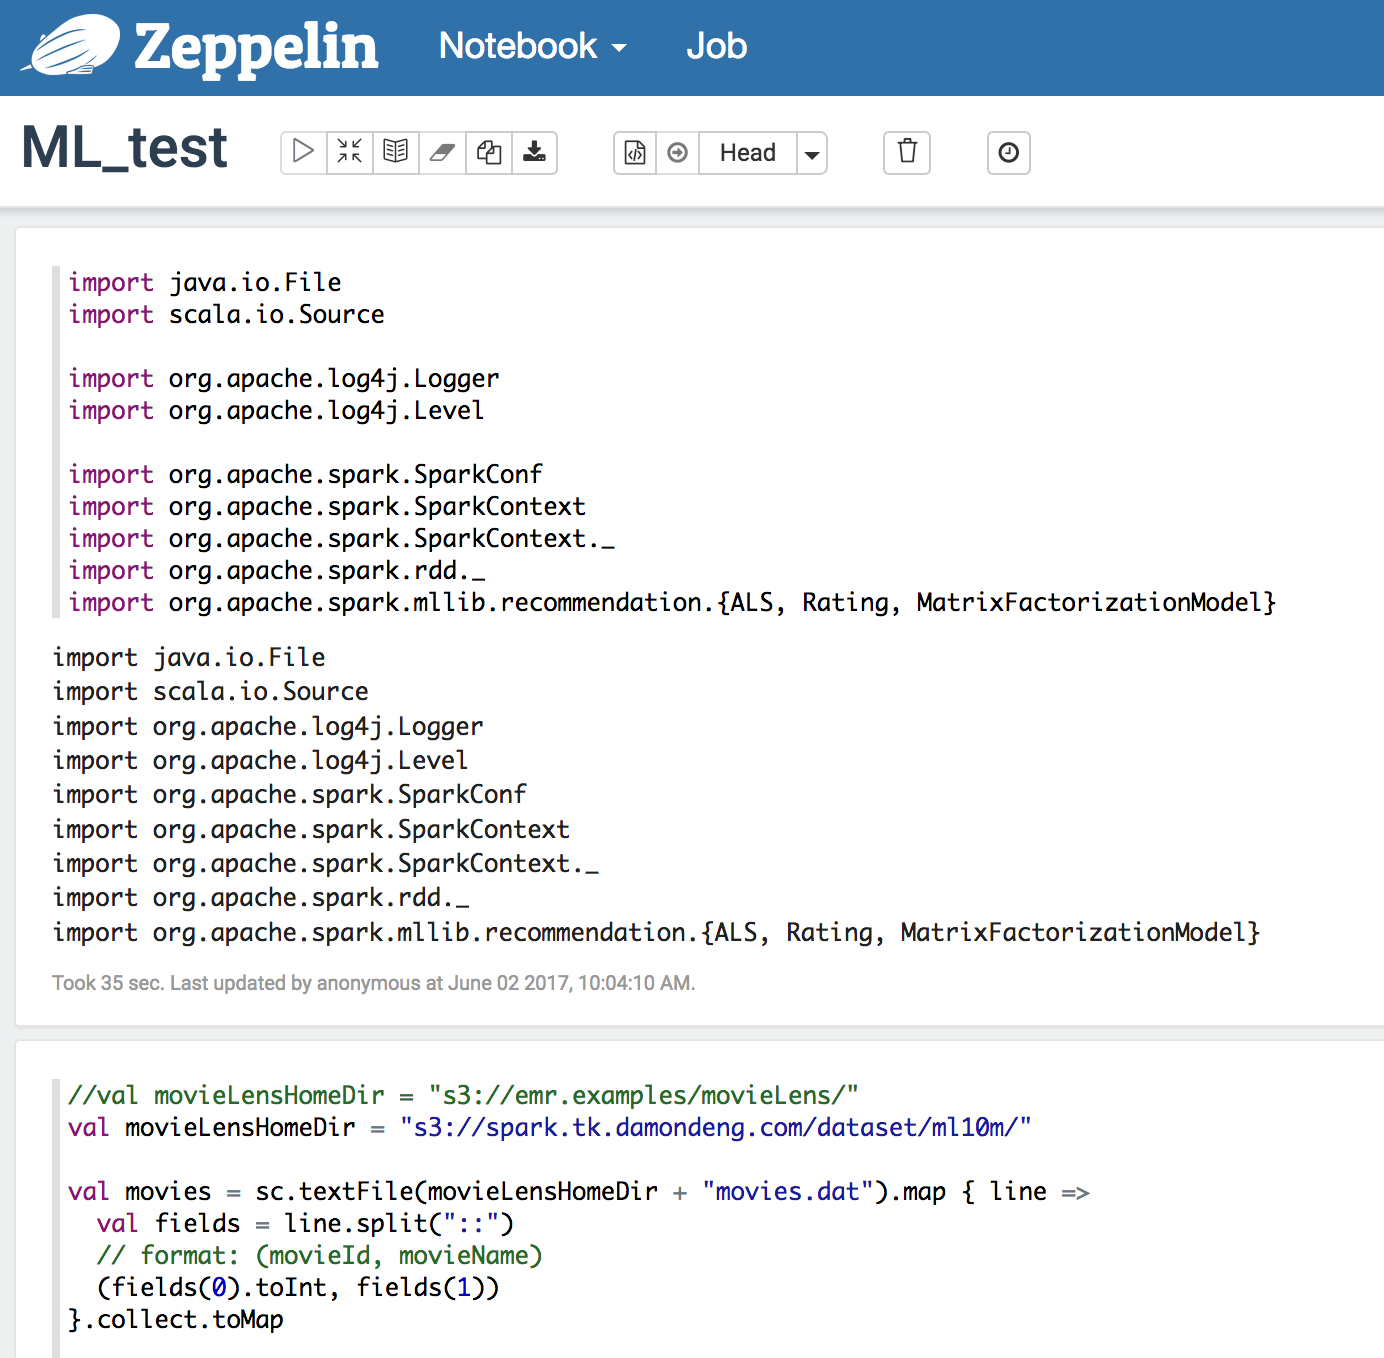 Zeppelin Notebook Job
ML_test Head
import java.io.File
import scala.io.Source
import org.apache.log4j.Logger
import org.apache.log4j.Level
import org.apache.spark.SparkConf
import org.apache.spark.SparkContext
import org.apache.spark.SparkContext._
import org.apache.spark.rdd._
import org.apache.spark.mllib.recommendation.{ALS, Rating, MatrixFactorizationModel}
import java.io.File
import scala.io.Source
import org.apache.log4j.Logger
import org.apache.log4j.Level
import org.apache.spark.SparkConf
import org.apache.spark.SparkContext
import org.apache.spark.SparkContext._
import org.apache.spark.rdd._
import org.apache.spark.mllib.recommendation.{ALS, Rating, MatrixFactorizationModel}
Took 35 sec. Last updated by anonymous at June 02 2017, 10:04:10 AM.
//val movieLensHomeDir = "s3://emr.examples/movieLens/"
val movieLensHomeDir = "s3://spark.tk.damondeng.com/dataset/ml10m/"
val movies = sc.textFile(movieLensHomeDir + "movies.dat").map { line =>
  val fields = line.split("::")
  // format: (movieId, movieName)
  (fields(0).toInt, fields(1))
}.collect.toMap